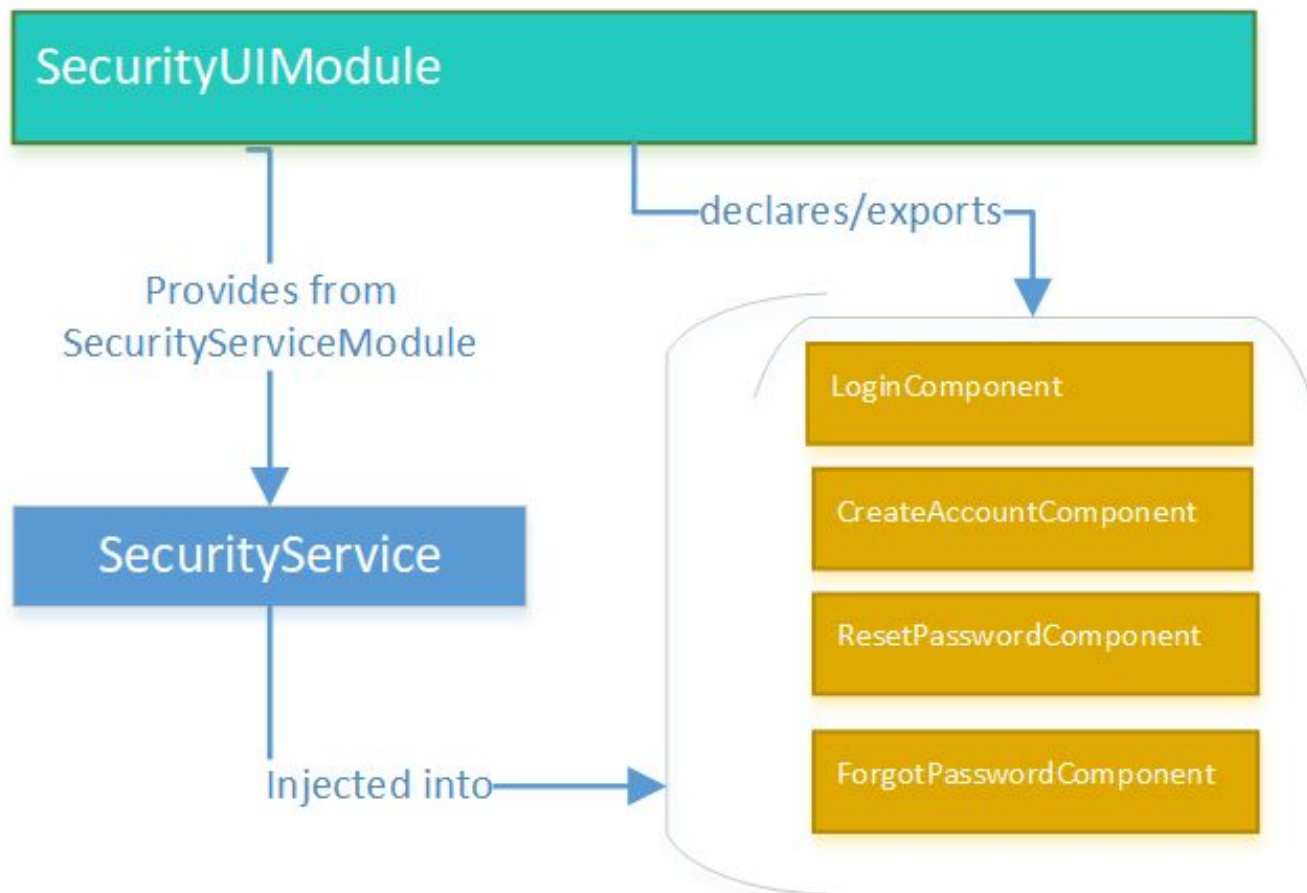 SecurityUIModule
declares/exports
Provides from
SecurityServiceModule
LoginComponent
CreateAccountComponent
SecurityService
ResetPasswordComponent
Injected into
ForgotPasswordComponent